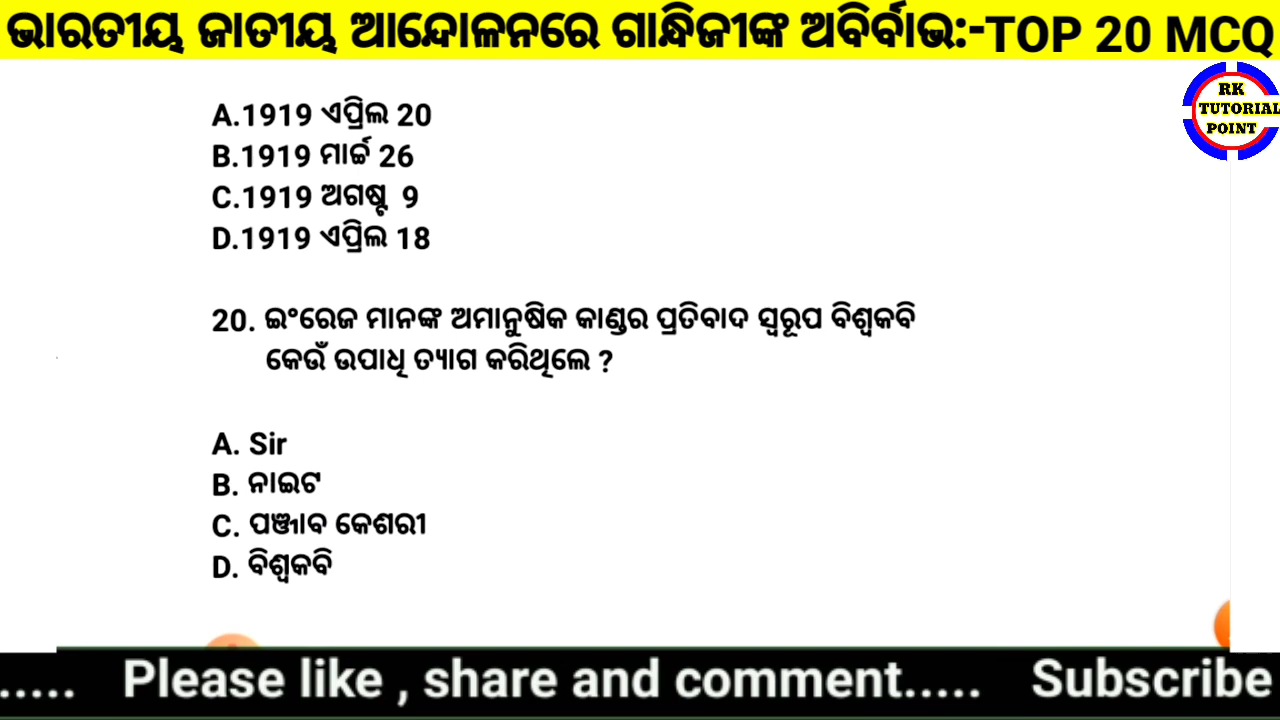 ଭାରତୀୟ ଜାତୀୟ ଆନ୍ଦୋଳନରେ ଗାନ୍ଧିଜୀଙ୍କ ଅବିର୍ବାଭ:-TOP 20 MCQ
RK
TUTORIAL
POINT
A.1919 ଏପ୍ରିଲ 20
B.1919 ମାର୍ଚ୍ଚ 26
C.1919 ଅଗଷ୍ଟ 9
D.1919 ଏପ୍ରିଲ 18
20. ଇଂରେଜ ମାନଙ୍କ ଅମାନୁଷିକ କାଣ୍ଡର ପ୍ରତିବାଦ ସ୍ୱରୂପ ବିଶ୍ୱକବି
କେଉଁ ଉପାଧି ତ୍ୟାଗ କରିଥିଲେ ?
A. Sir
B. ନାଇଟ
C. ପଞ୍ଜାବ କେଶରୀ
D. ବିଶ୍ୱକବି
..... Please like , share and comment..... Subscribe